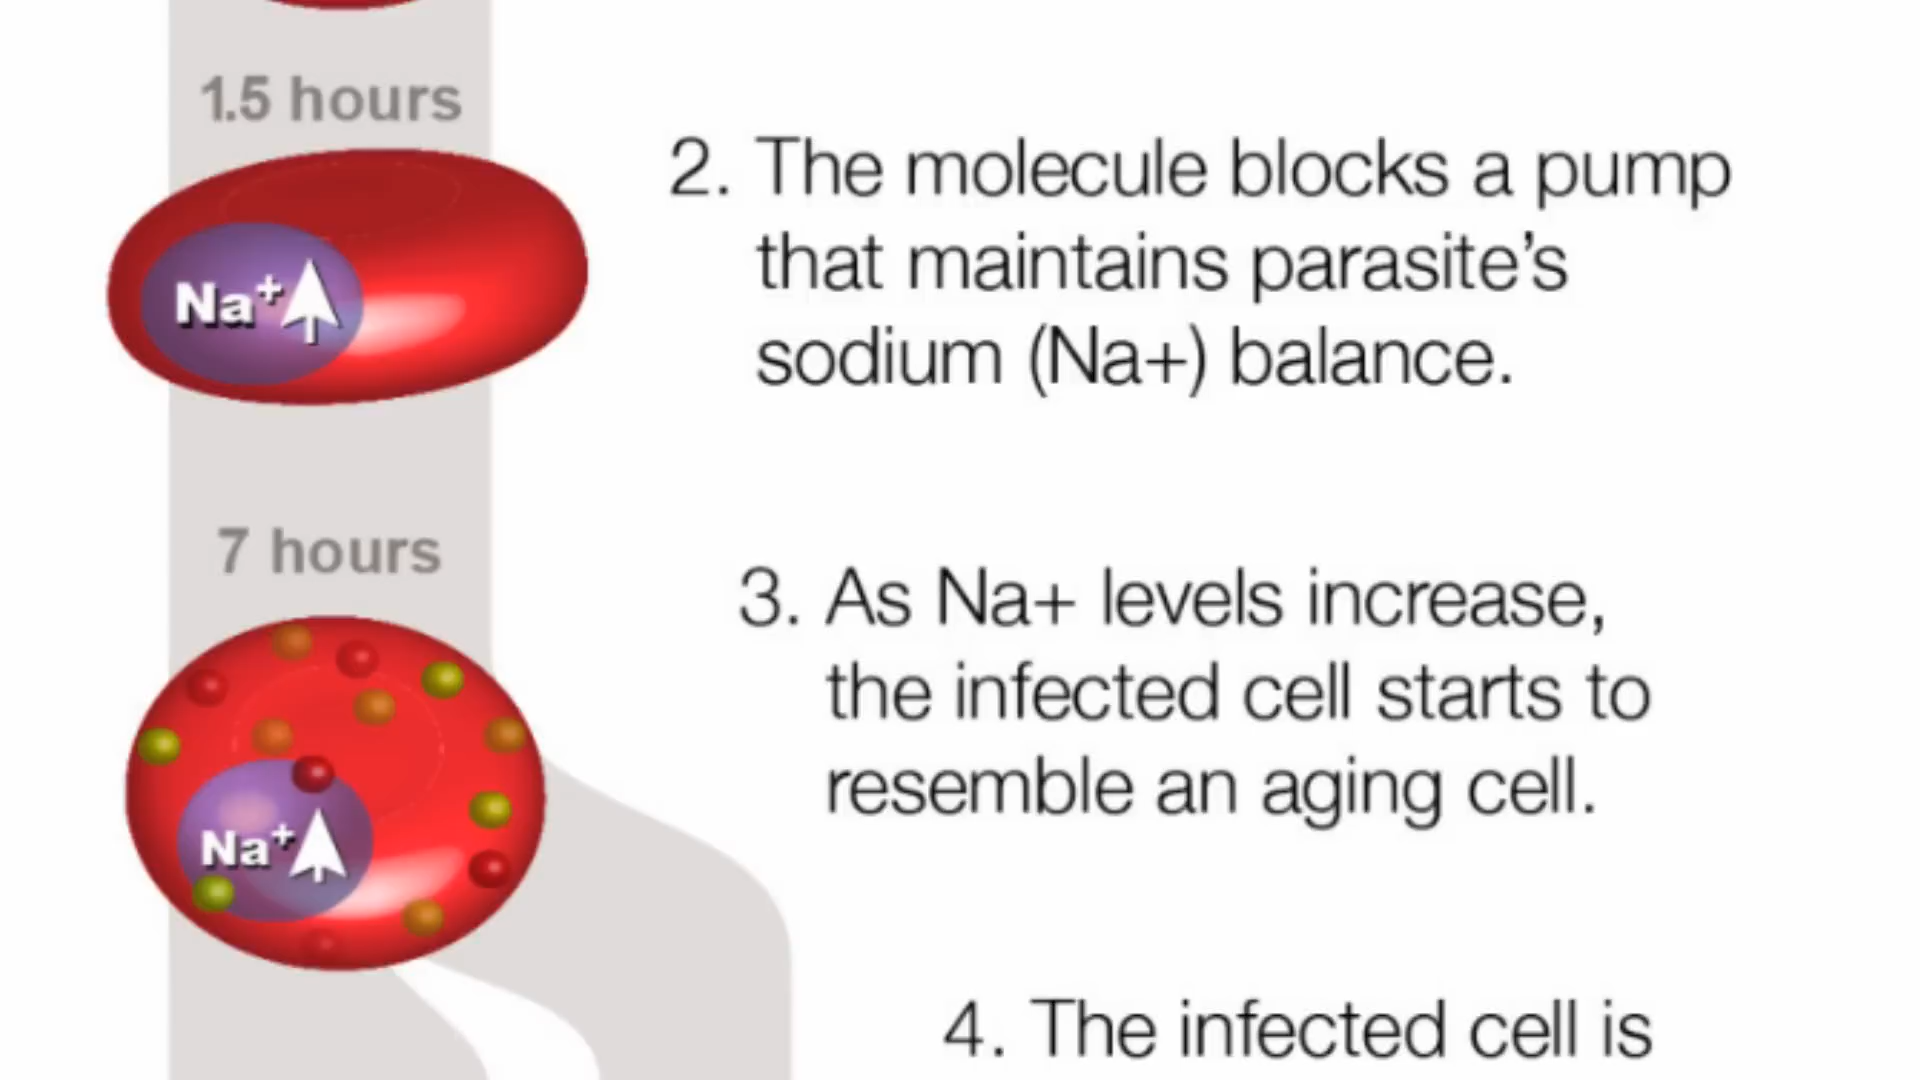 1.5 hours
2. The molecule blocks a pump
that maintains parasite's
sodium (Na+) balance.
Na+
7 hours
3. As Na+ levels increase,
the infected cell starts to
resemble an aging cell.
Na+
4. The infected cell is